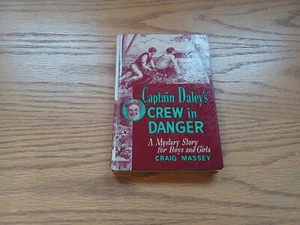 Captain Daley's
CREW in
DANGER
A Mystery Story
for Boys and Girls
CRAIG MASSEY